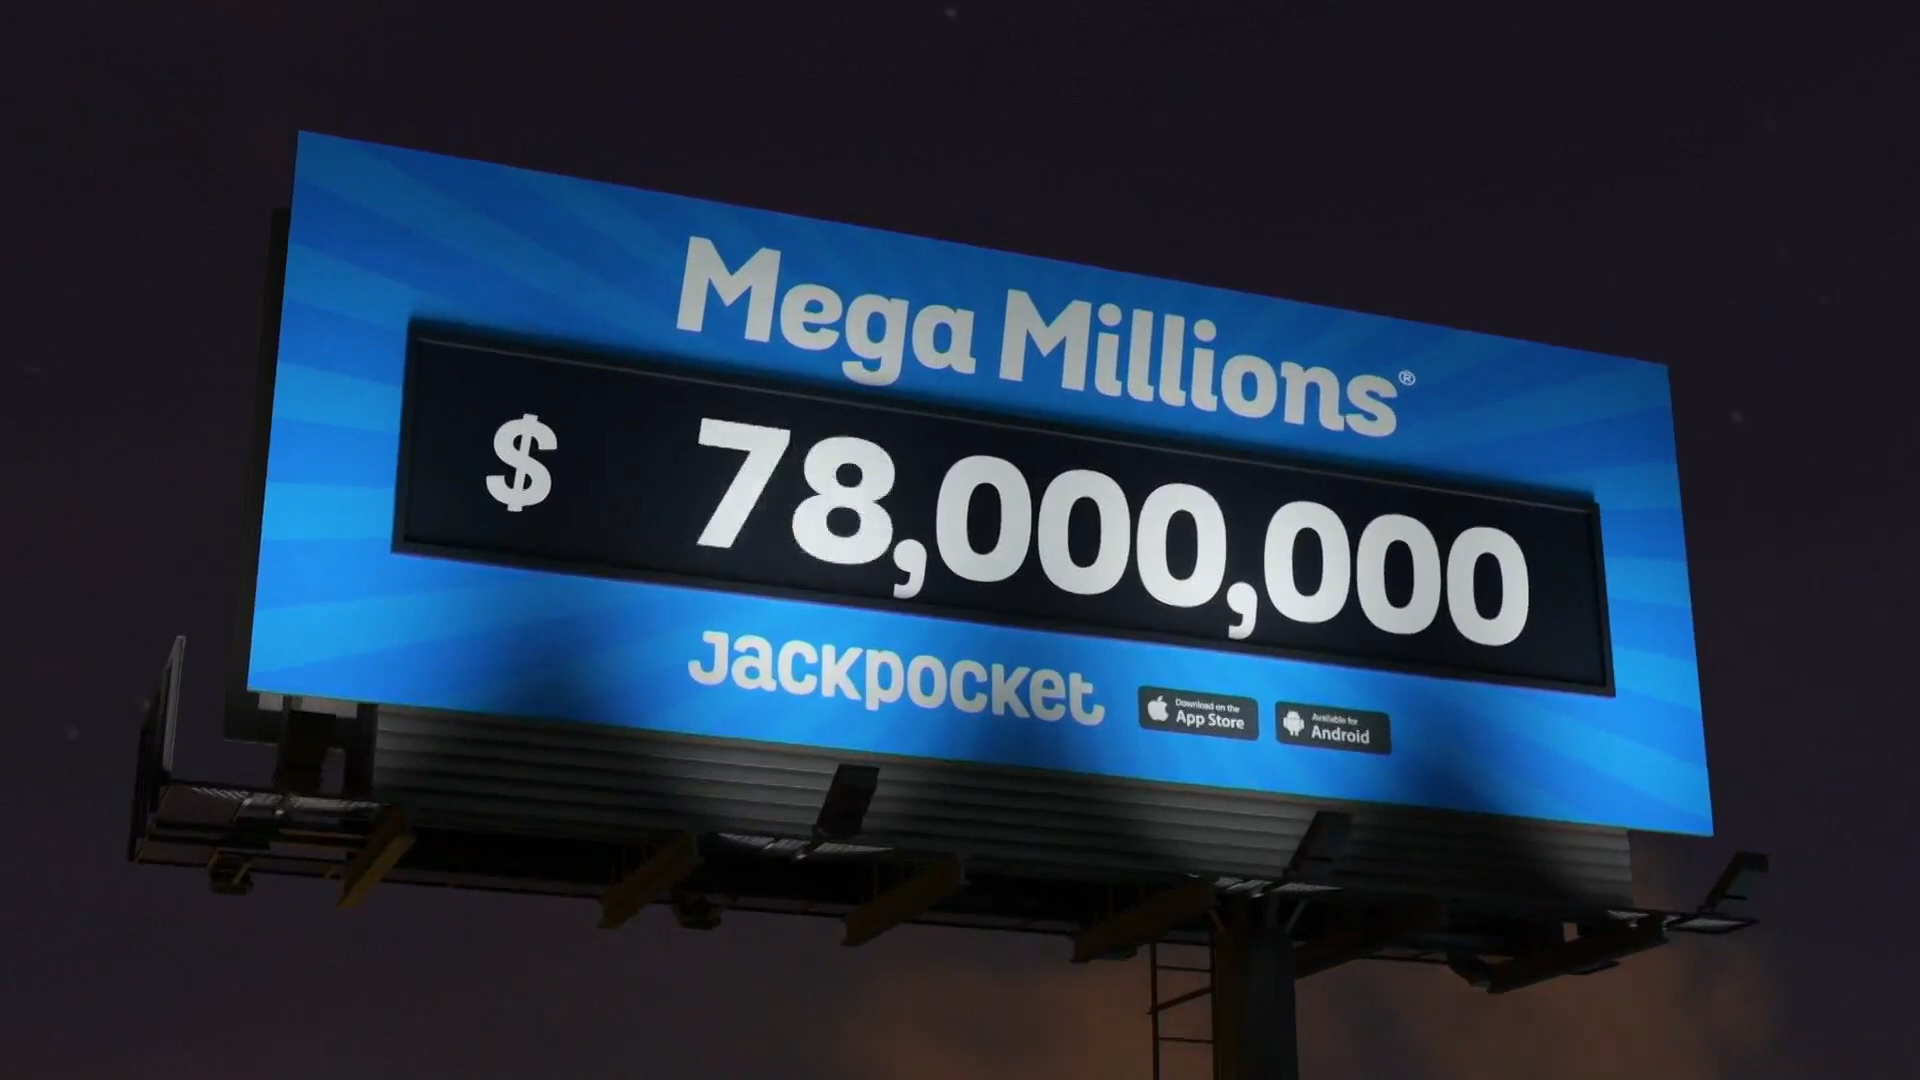 Mega Millions®
$ 78,000,000
Jackpocket
Download on the
App Store
Available for
Android